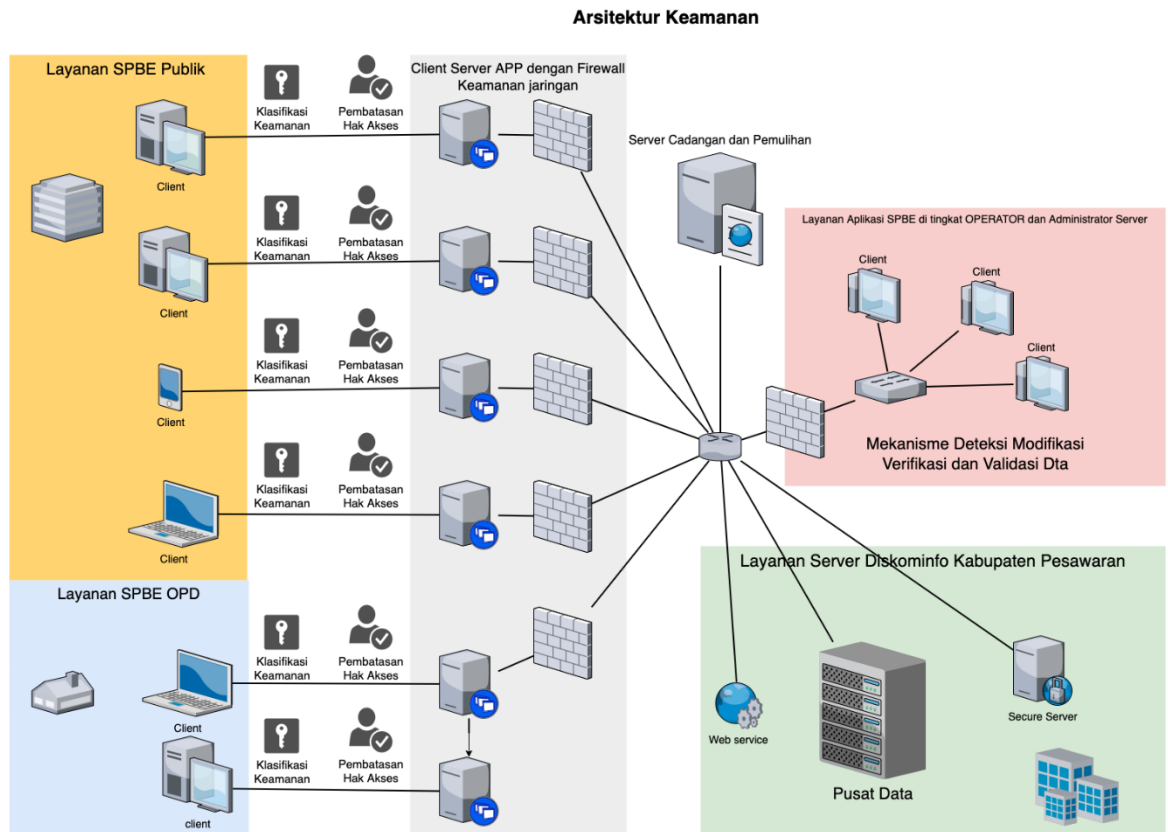 Arsitektur Keamanan
Layanan SPBE Publik
Klasifikasi
Keamanan
Pembatasan
Hak Akses
Client Server APP dengan Firewall
Keamanan jaringan
Client
Klasifikasi
Keamanan
Pembatasan
Hak Akses
Client
Klasifikasi
Keamanan
Pembatasan
Hak Akses
Client
Klasifikasi
Keamanan
Pembatasan
Hak Akses
Client
Layanan SPBE OPD
Klasifikasi
Keamanan
Pembatasan
Hak Akses
Client
Klasifikasi
Keamanan
Pembatasan
Hak Akses
client
Server Cadangan dan Pemulihan
Layanan Aplikasi SPBE di tingkat OPERATOR dan Administrator Server
Client
Client
Client
Mekanisme Deteksi Modifikasi
Verifikasi dan Validasi Dta
Layanan Server Diskominfo Kabupaten Pesawaran
Web service
Pusat Data
Secure Server